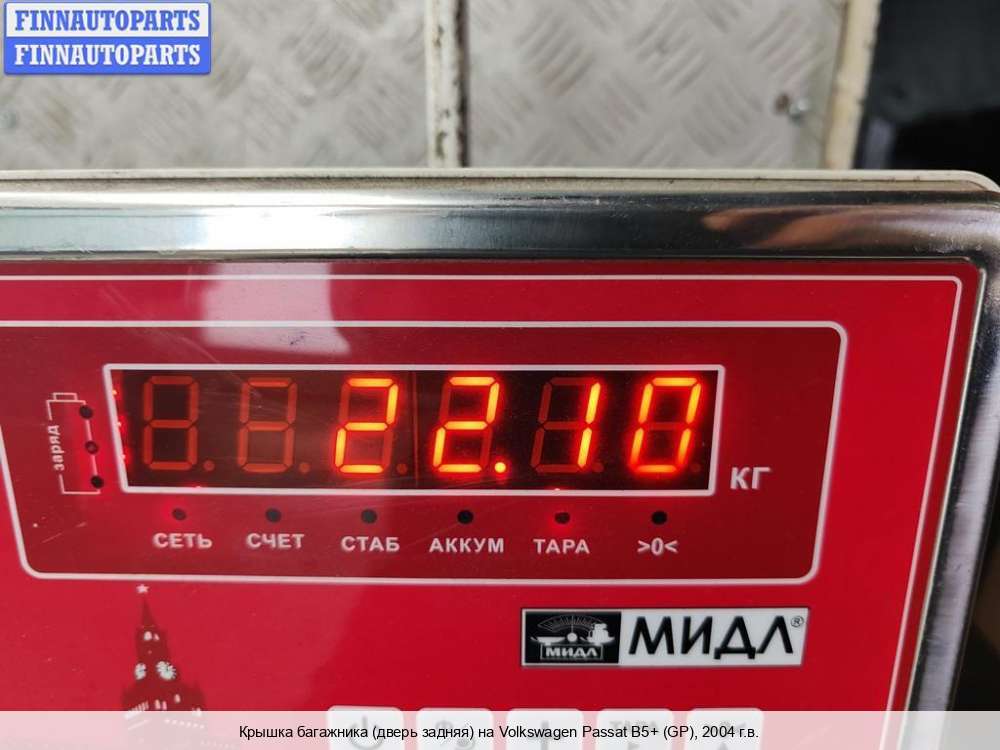 FINNAUTOPARTS
FINNAUTOPARTS
22.10
КГ
заряд
СЕТЬ СЧЕТ СТАБ АККУМ ТАРА >0<
МИДЛ
МИДЛ®
Крышка багажника (дверь задняя) на Volkswagen Passat B5+ (GP), 2004 г.в.